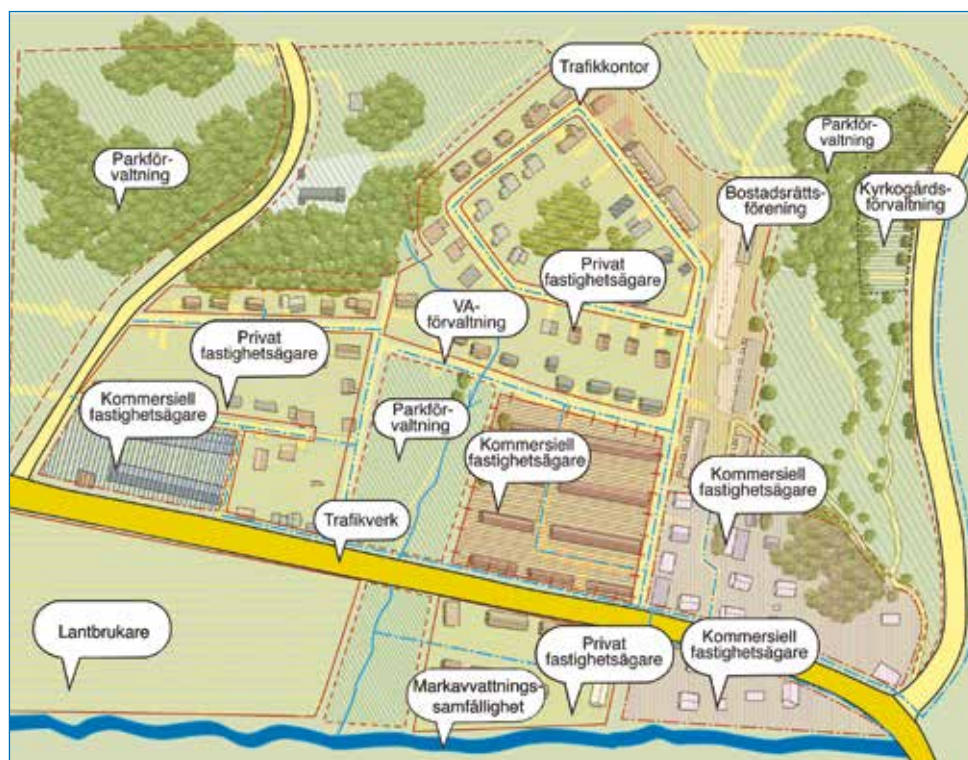 Trafikkontor
Parkför-
valtning
Parkför-
valtning
Bostadsrätts-
förening
Kyrkogårds-
förvaltning
Privat
fastighetsägare
VA-
förvaltning
Privat
fastighetsägare
Kommersiell
fastighetsägare
Parkför-
valtning
Kommersiell
fastighetsägare
Kommersiell
fastighetsägare
Trafikverk
Lantbrukare
Privat
fastighetsägare
Kommersiell
fastighetsägare
Markavvattnings-
samfällighet